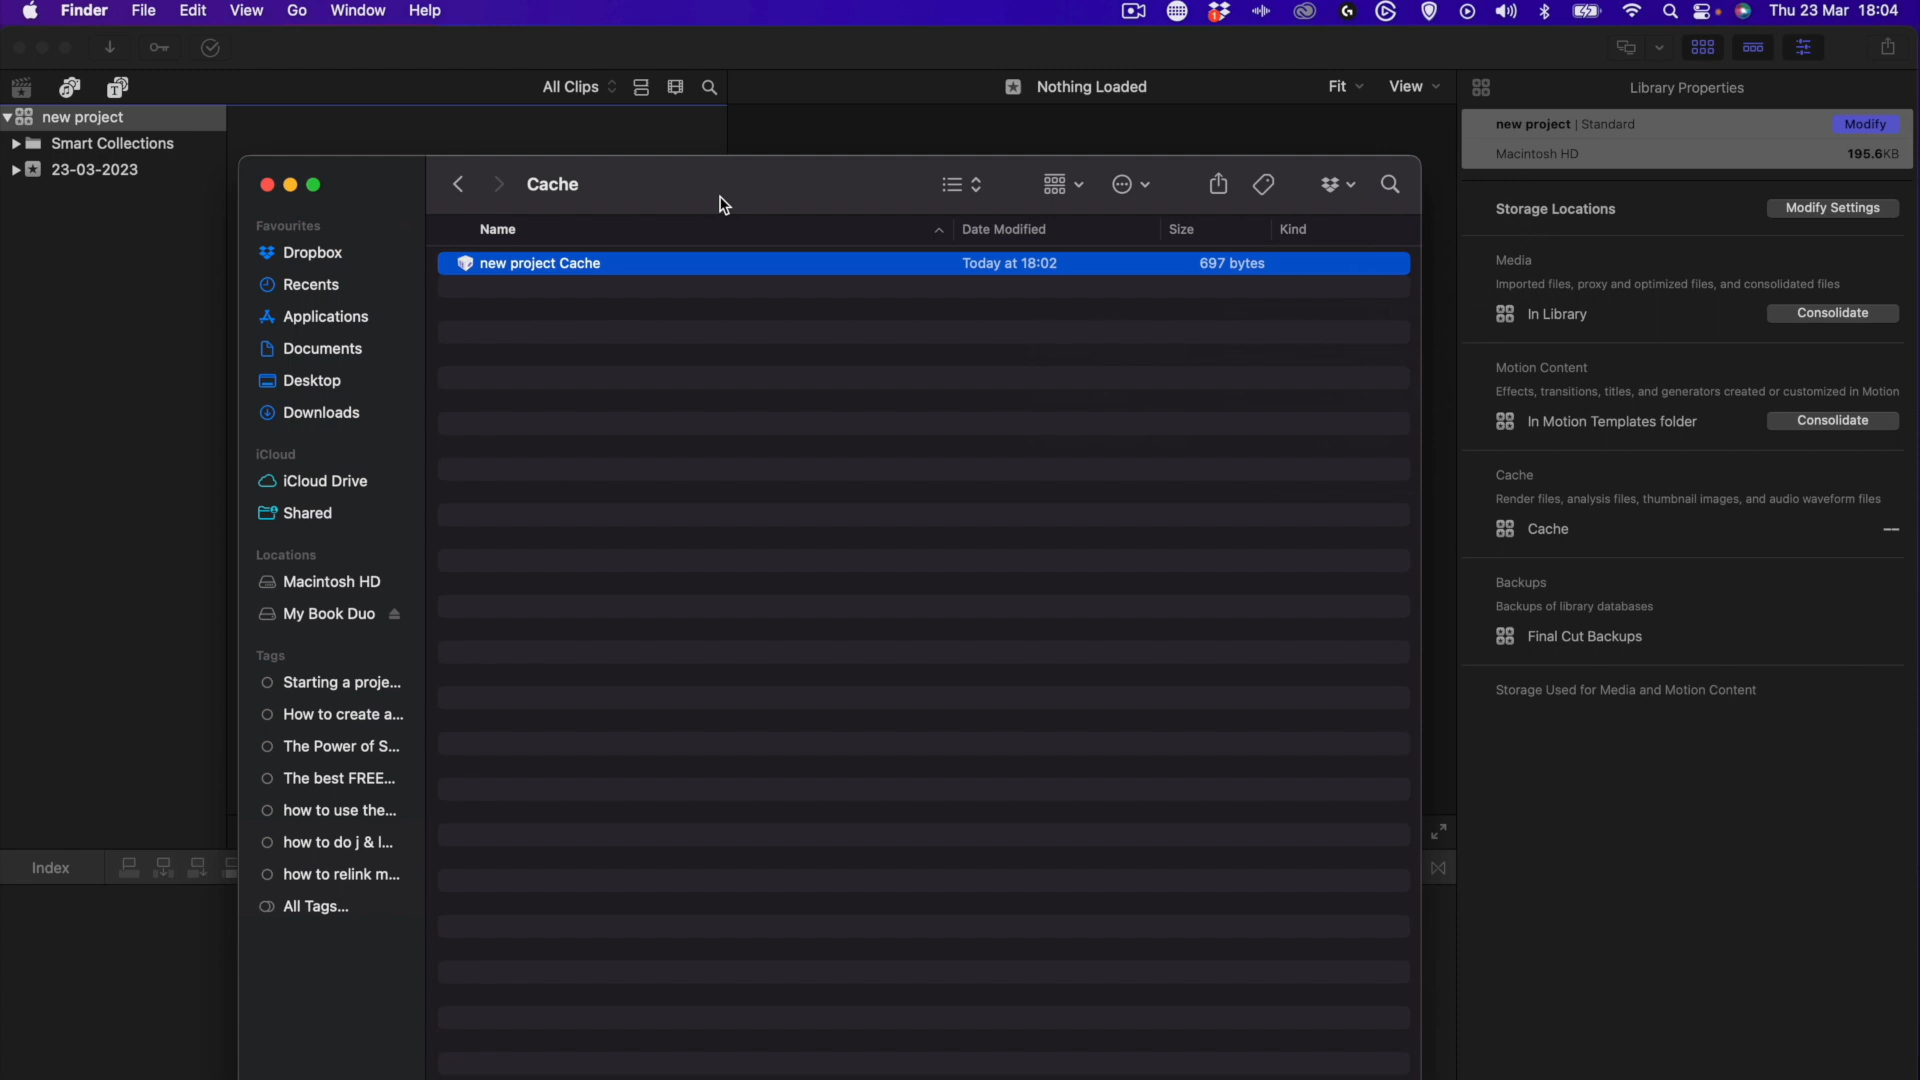 Finder File Edit View Go Window Help
1
Thu 23 Mar 18:04
All Clips
Nothing Loaded
Fit
View
Library Properties
new project
Smart Collections
23-03-2023
new project | Standard
Modify
Macintosh HD
195.6KB
Storage Locations
Modify Settings
Media
Imported files, proxy and optimized files, and consolidated files
In Library
Consolidate
Motion Content
Effects, transitions, titles, and generators created or customized in Motion
In Motion Templates folder
Consolidate
Cache
Render files, analysis files, thumbnail images, and audio waveform files
Cache
--
Backups
Backups of library databases
Final Cut Backups
Storage Used for Media and Motion Content
Cache
Name
Date Modified
Size
Kind
new project Cache
Today at 18:02
697 bytes
Favourites
Dropbox
Recents
Applications
Documents
Desktop
Downloads
iCloud
iCloud Drive
Shared
Locations
Macintosh HD
My Book Duo
Tags
Starting a proje...
How to create a...
The Power of S...
The best FREE...
how to use the...
how to do j & l...
how to relink m...
All Tags...
Index